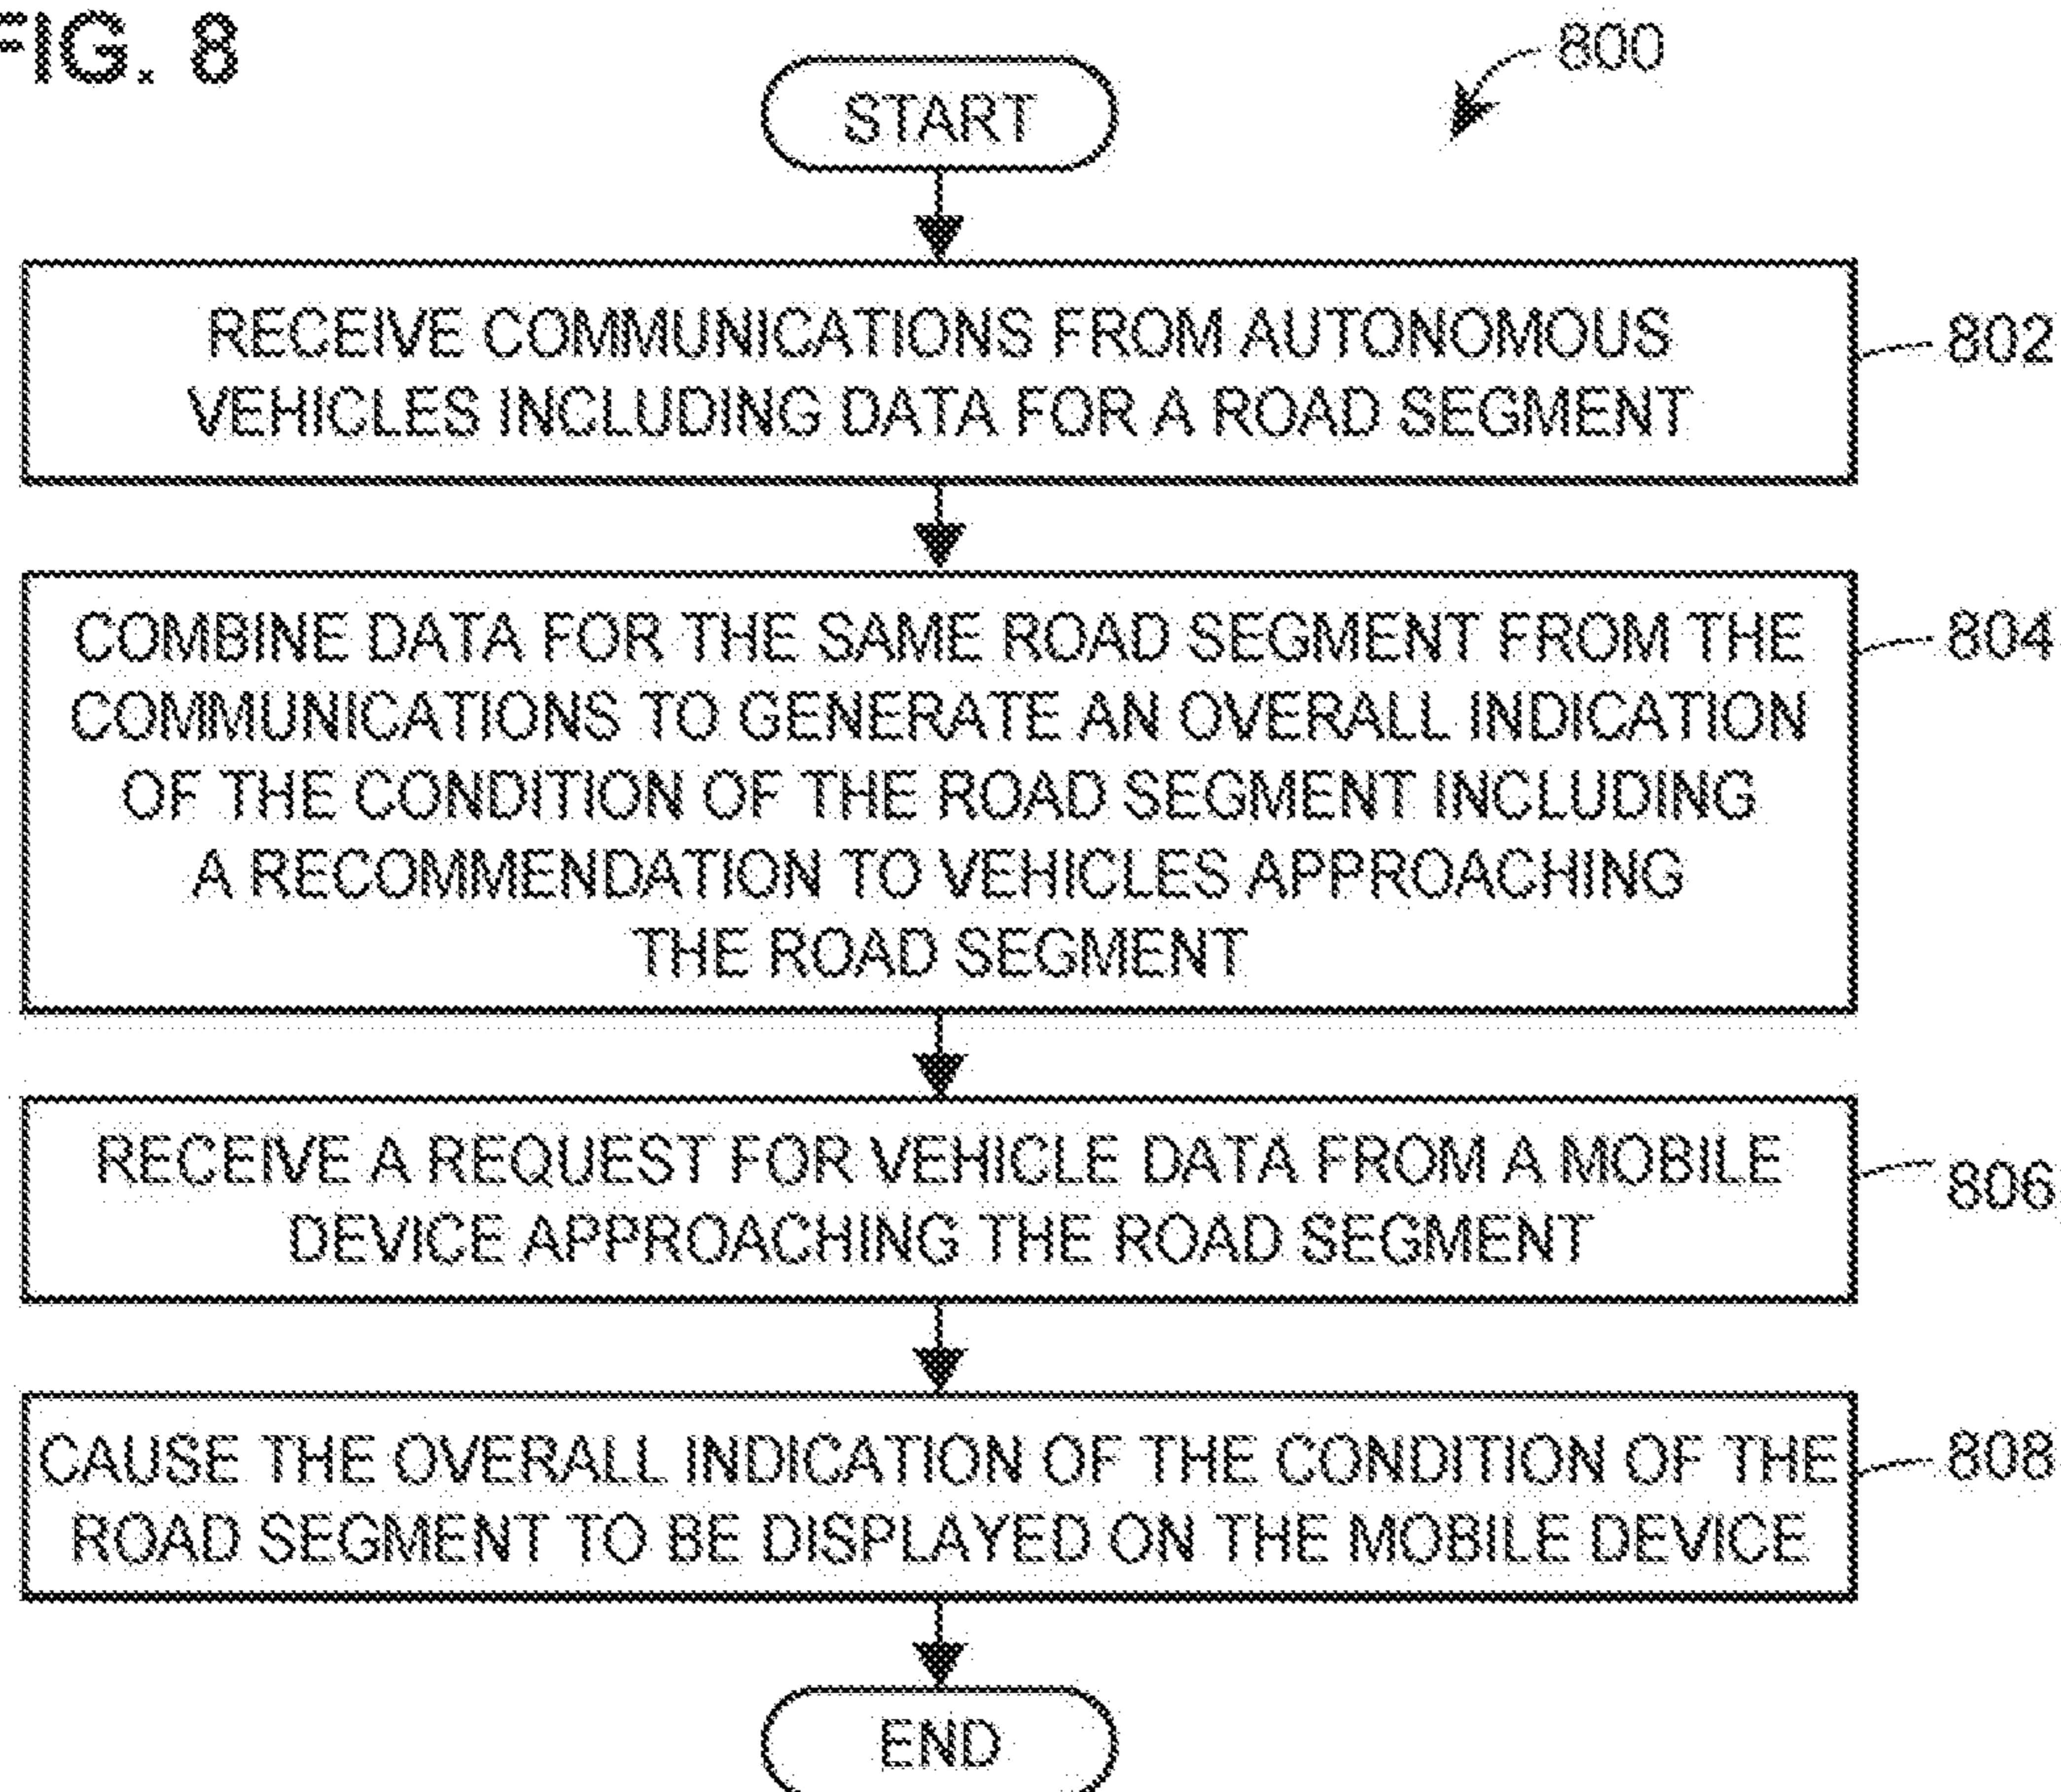 FIG. 8
800
START
RECEIVE COMMUNICATIONS FROM AUTONOMOUS
VEHICLES INCLUDING DATA FOR A ROAD SEGMENT
802
COMBINE DATA FOR THE SAME ROAD SEGMENT FROM THE
COMMUNICATIONS TO GENERATE AN OVERALL INDICATION
OF THE CONDITION OF THE ROAD SEGMENT INCLUDING
A RECOMMENDATION TO VEHICLES APPROACHING
THE ROAD SEGMENT
804
RECEIVE A REQUEST FOR VEHICLE DATA FROM A MOBILE
DEVICE APPROACHING THE ROAD SEGMENT
806
CAUSE THE OVERALL INDICATION OF THE CONDITION OF THE
ROAD SEGMENT TO BE DISPLAYED ON THE MOBILE DEVICE
808
END